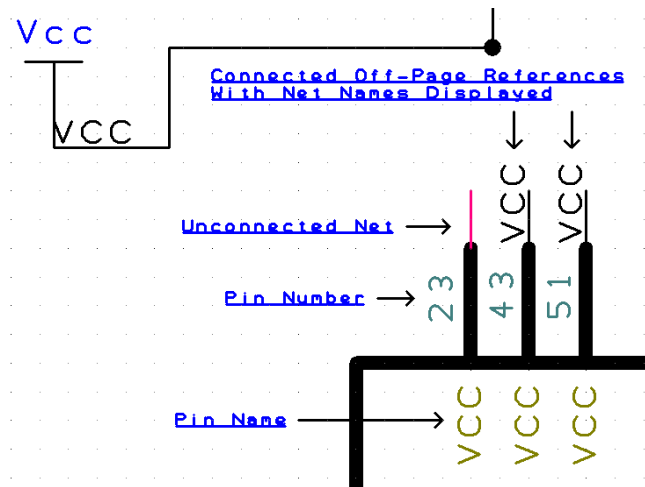 Vcc
VCC
Connected Off-Page References
With Net Names Displayed
VCC VCC
Unconnected Net
Pin Number
23 43 51
Pin Name
VCC VCC VCC